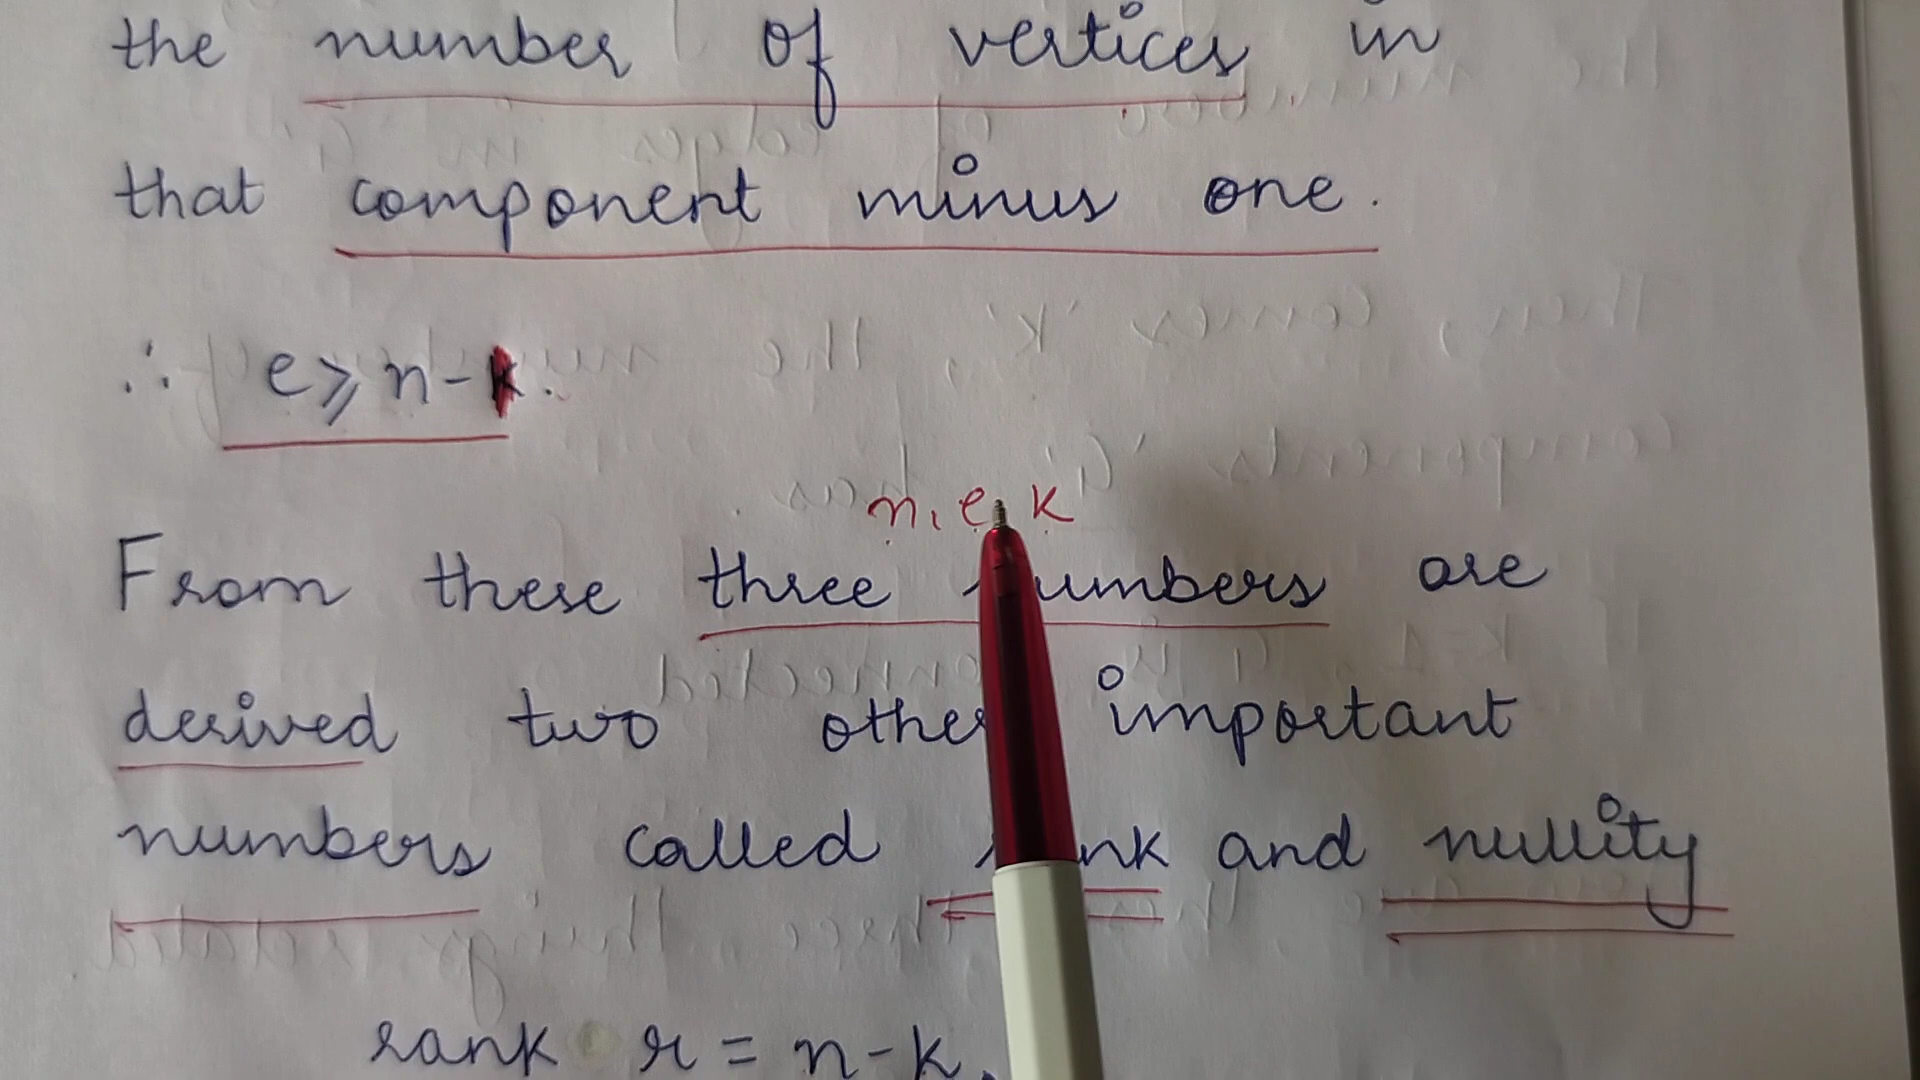 the number of vertices in
that component minus one.
∴ e ⩾ n - k.
n, e, k
From these three numbers are
derived two other important
numbers called rank and nullity
rank r = n - k.